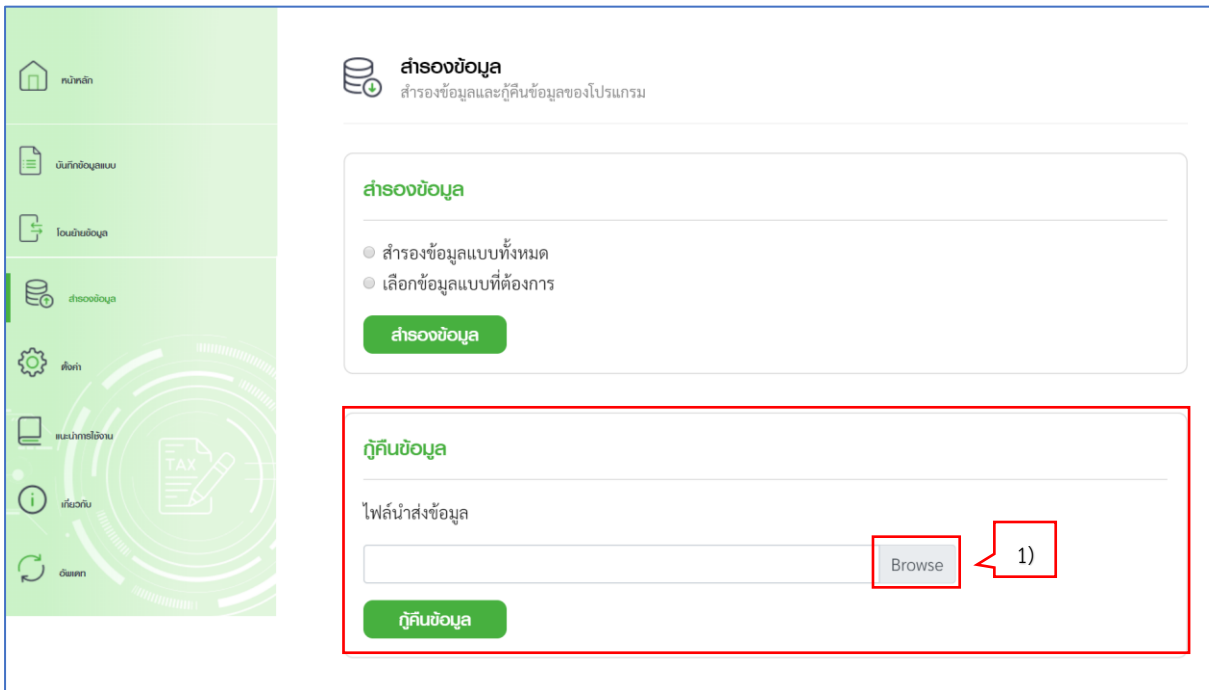 หน้าหลัก
บันทึกข้อมูลแบบ
โอนย้ายข้อมูล
สำรองข้อมูล
ตั้งค่า
แนะนำการใช้งาน
TAX
เกี่ยวกับ
อัพเดท
สำรองข้อมูล
สำรองข้อมูลและกู้คืนข้อมูลของโปรแกรม
สำรองข้อมูล
สำรองข้อมูลแบบทั้งหมด
เลือกข้อมูลแบบที่ต้องการ
สำรองข้อมูล
กู้คืนข้อมูล
ไฟล์นำส่งข้อมูล
Browse
1)
กู้คืนข้อมูล